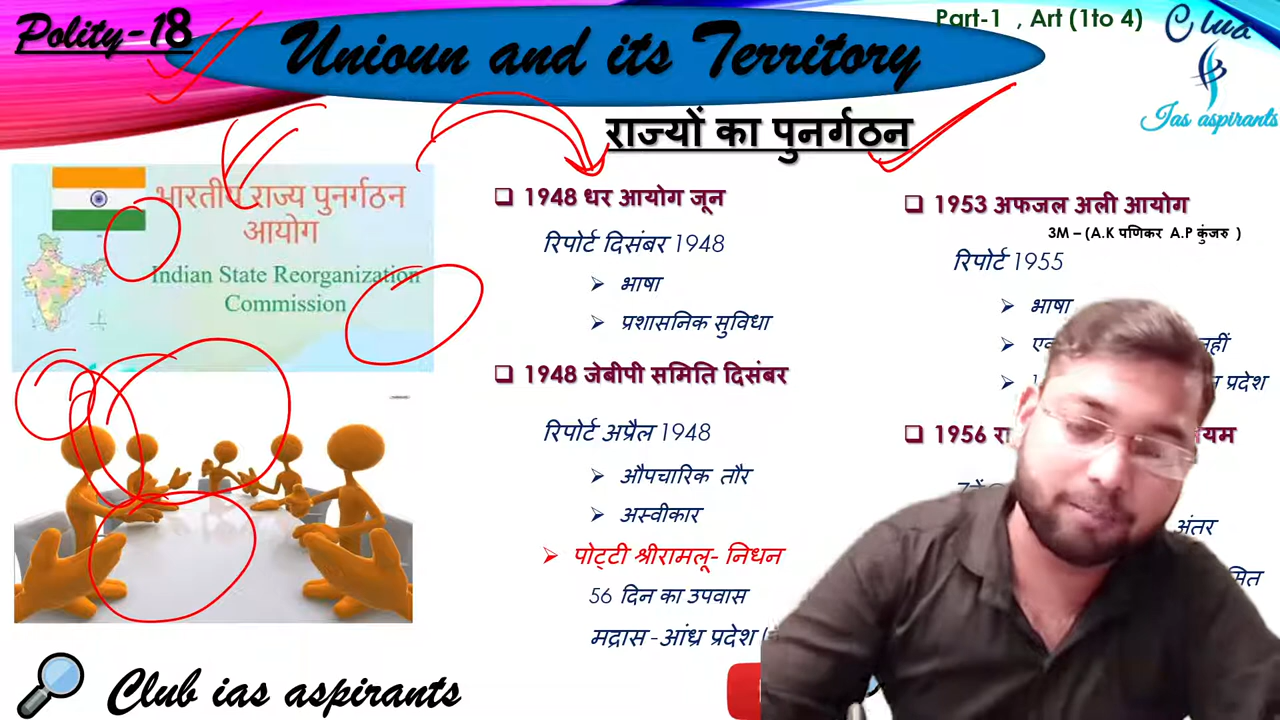 Polity-18
Unioun and its Territory
Part-1 , Art (1to 4)
Ias aspirants
राज्यों का पुनर्गठन
भारतीय राज्य पुनर्गठन
आयोग
Indian State Reorganization
Commission
1948 धर आयोग जून
रिपोर्ट दिसंबर 1948
भाषा
प्रशासनिक सुविधा
1948 जेबीपी समिति दिसंबर
रिपोर्ट अप्रैल 1948
औपचारिक तौर
अस्वीकार
पोट्टी श्रीरामलू- निधन
56 दिन का उपवास
मद्रास -आंध्र प्रदेश
1953 अफजल अली आयोग
3M – (A.K पणिकर A.P कुंजरु )
रिपोर्ट 1955
भाषा
प्रदेश
1956
अंतर
Club ias aspirants